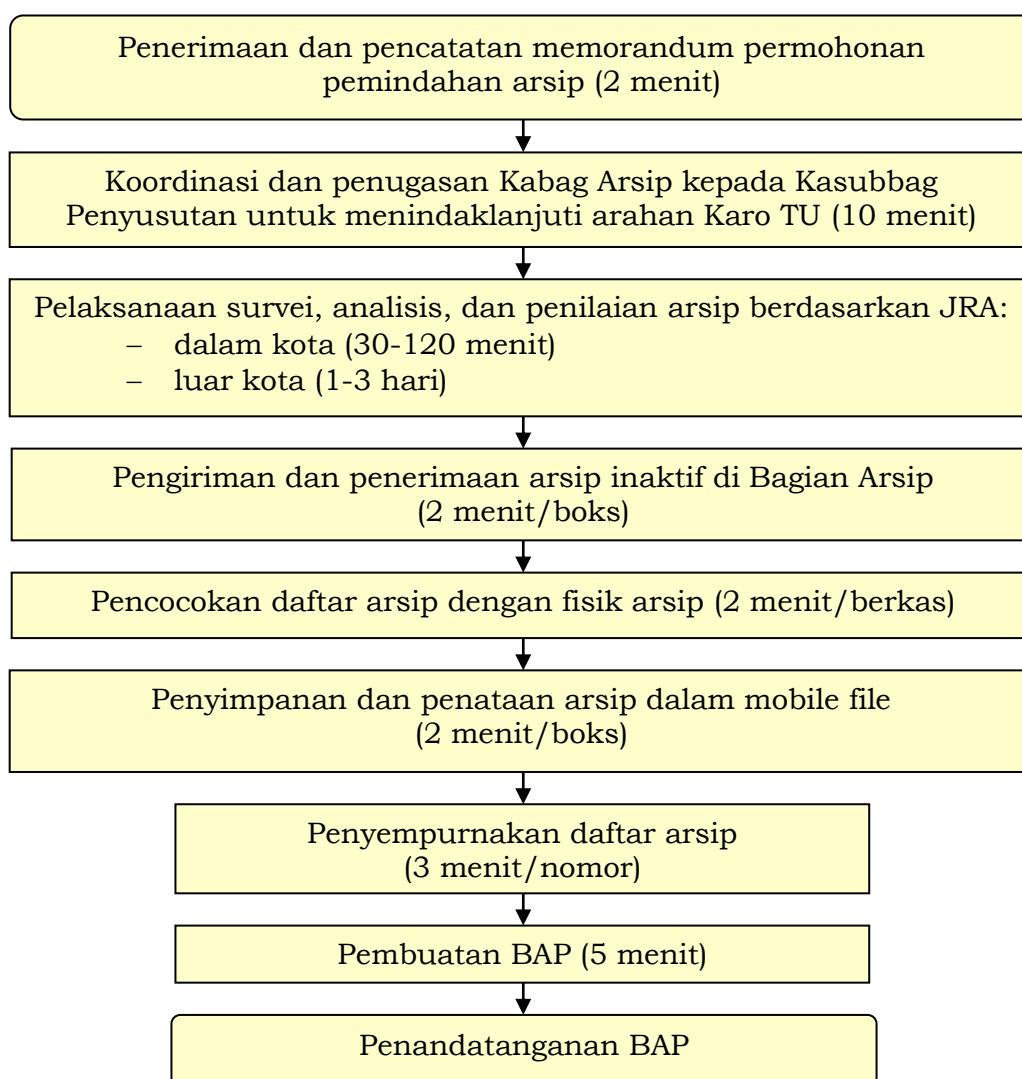 Penerimaan dan pencatatan memorandum permohonan
pemindahan arsip (2 menit)
Koordinasi dan penugasan Kabag Arsip kepada Kasubbag
Penyusutan untuk menindaklanjuti arahan Karo TU (10 menit)
Pelaksanaan survei, analisis, dan penilaian arsip berdasarkan JRA:
− dalam kota (30-120 menit)
− luar kota (1-3 hari)
Pengiriman dan penerimaan arsip inaktif di Bagian Arsip
(2 menit/boks)
Pencocokan daftar arsip dengan fisik arsip (2 menit/berkas)
Penyimpanan dan penataan arsip dalam mobile file
(2 menit/boks)
Penyempurnakan daftar arsip
(3 menit/nomor)
Pembuatan BAP (5 menit)
Penandatanganan BAP